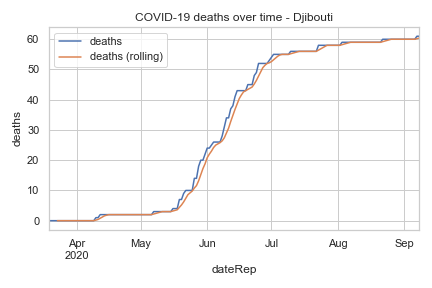 COVID-19 deaths over time - Djibouti
deaths
deaths (rolling)
deaths
60
50
40
30
20
10
0
Apr
2020
May
Jun
Jul
Aug
Sep
dateRep